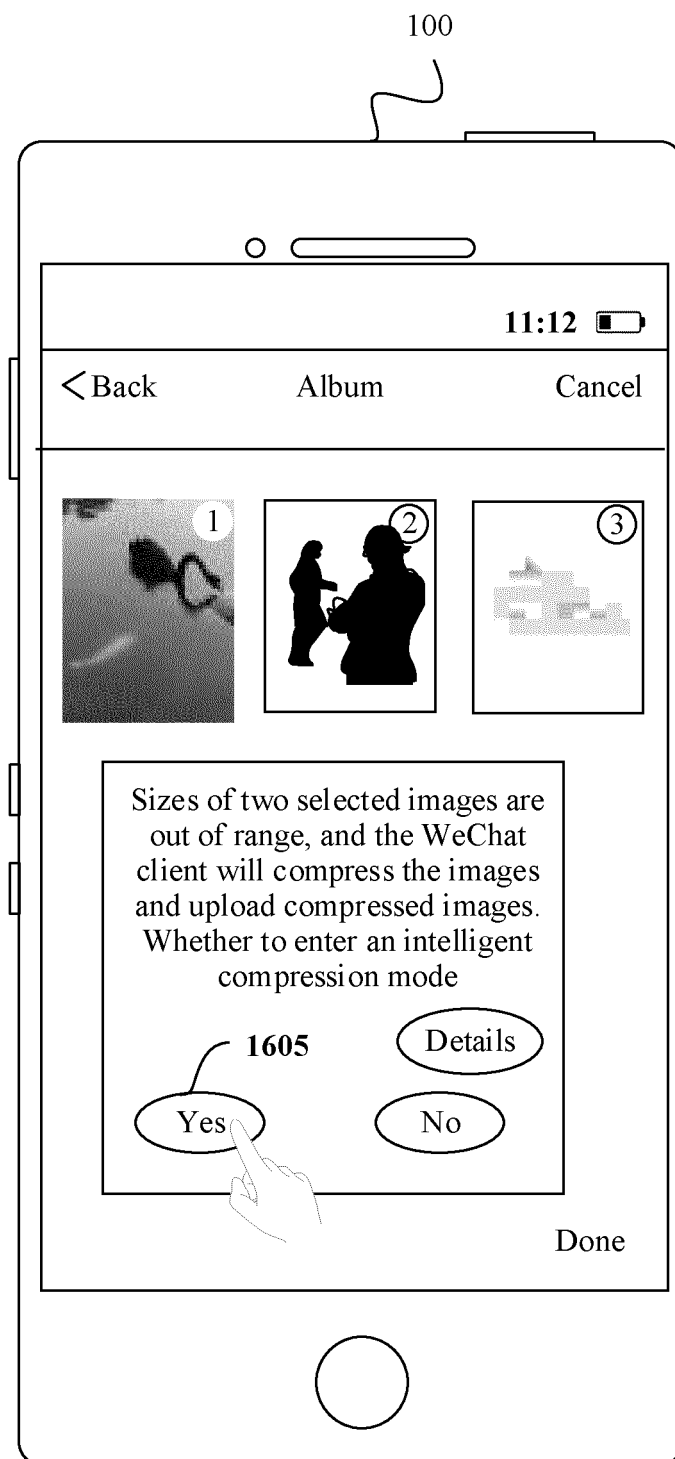 100
11:12
Back Album Cancel
1 2 3
Sizes of two selected images are
out of range, and the WeChat
client will compress the images
and upload compressed images.
Whether to enter an intelligent
compression mode
1605 Details
Yes No
Done